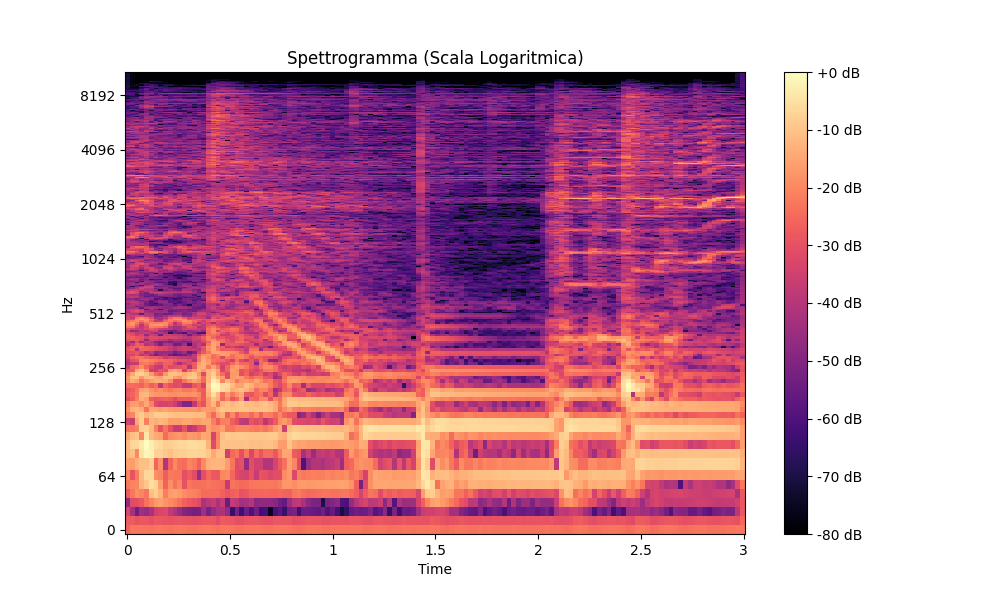 Spettrogramma (Scala Logaritmica)
Hz
8192
4096
2048
1024
512
256
128
64
0
0
0.5
1
1.5
2
2.5
3
Time
+0 dB
-10 dB
-20 dB
-30 dB
-40 dB
-50 dB
-60 dB
-70 dB
-80 dB